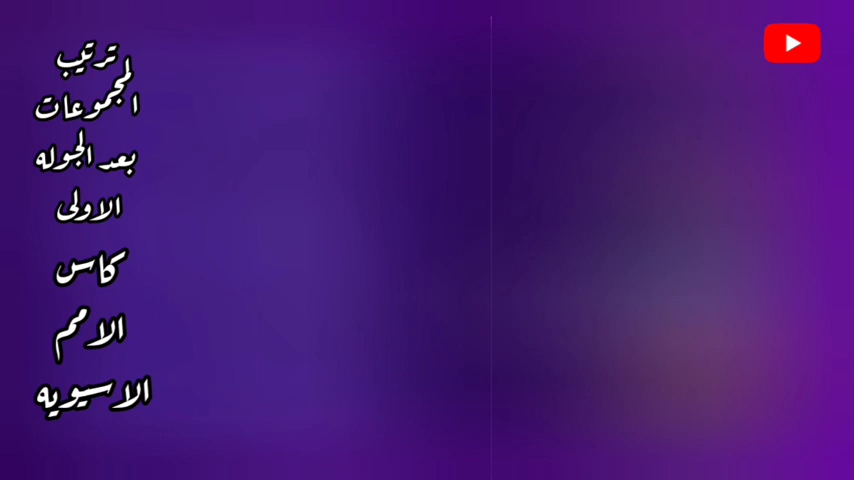 ترتيب
المجموعات
بعد الجوله
الاولى
كاس
الامم
الاسيويه